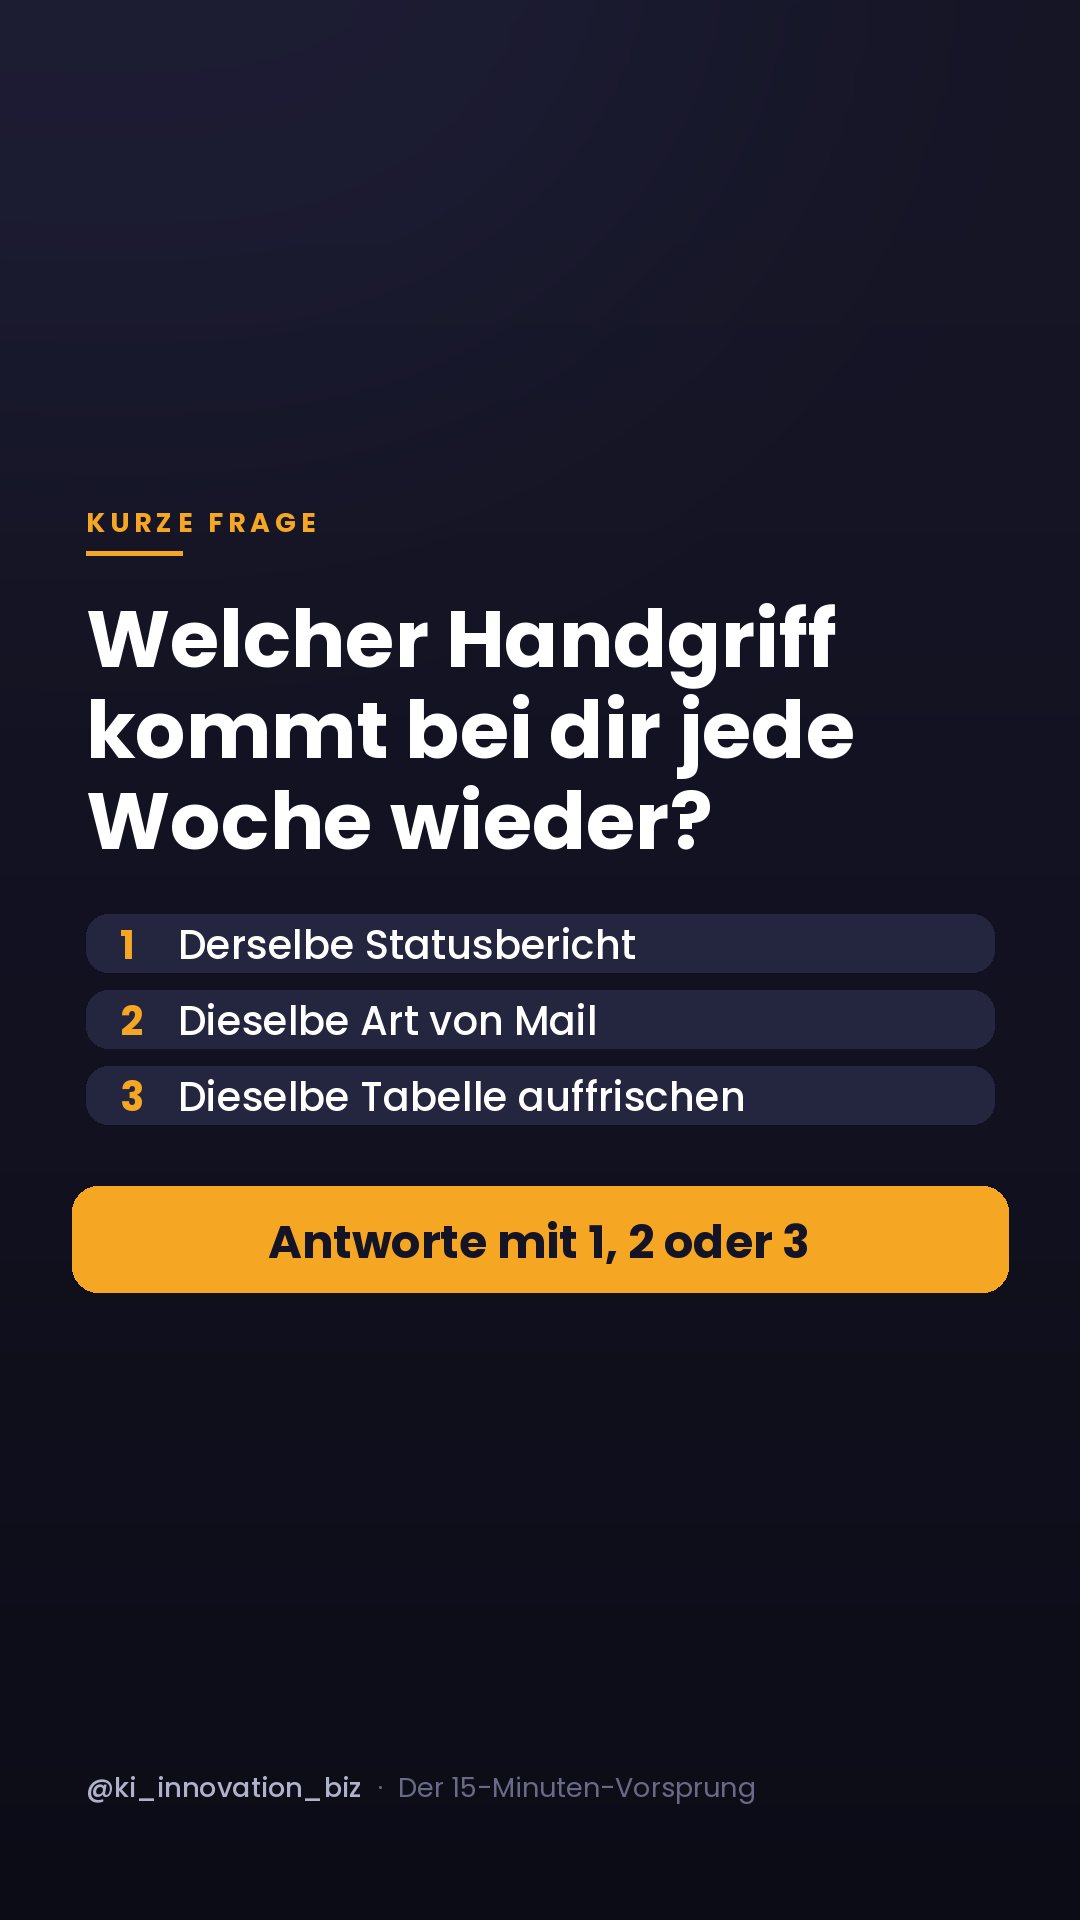 KURZE FRAGE
Welcher Handgriff
kommt bei dir jede
Woche wieder?
1 Derselbe Statusbericht
2 Dieselbe Art von Mail
3 Dieselbe Tabelle auffrischen
Antworte mit 1, 2 oder 3
@ki_innovation_biz · Der 15-Minuten-Vorsprung